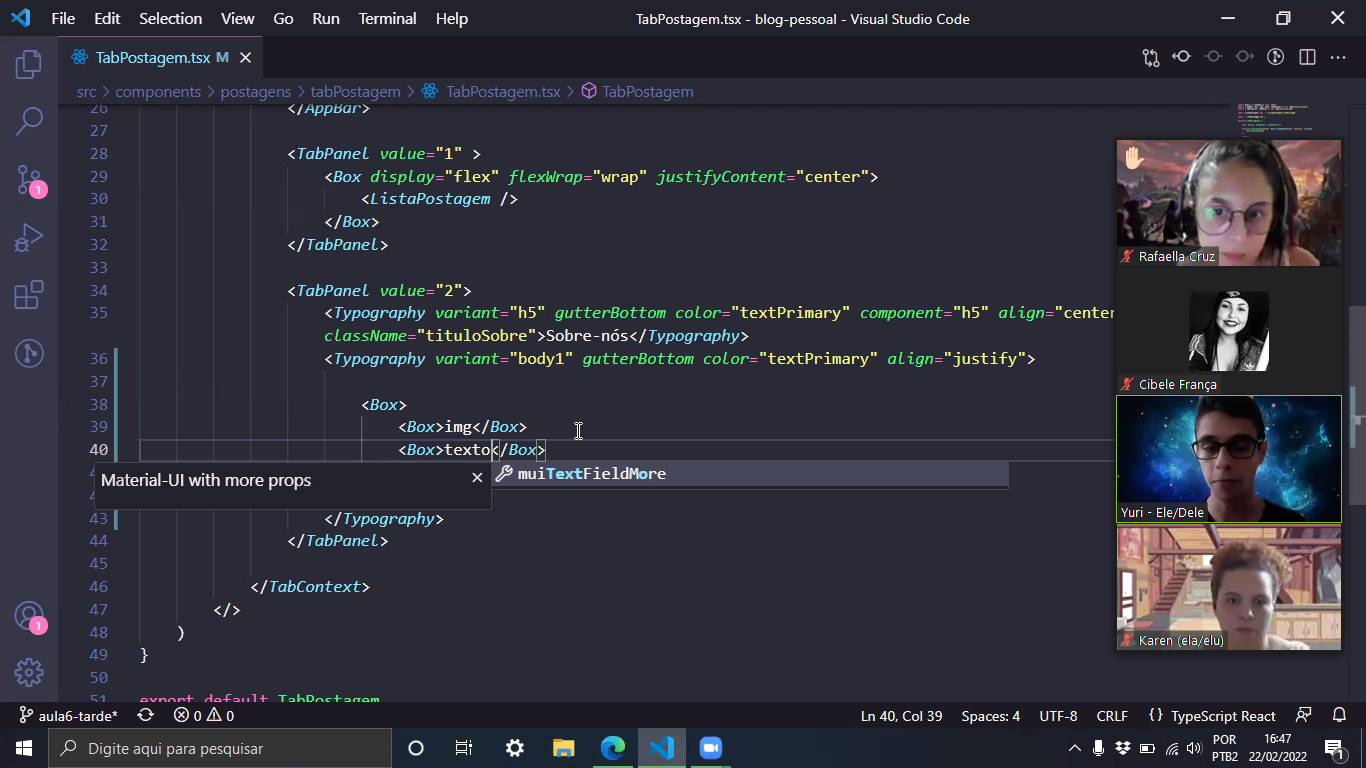 File Edit Selection View Go Run Terminal Help TabPostagem.tsx - blog-pessoal - Visual Studio Code
TabPostagem.tsx M
src > components > postagens > tabPostagem > TabPostagem.tsx > TabPostagem
26 </AppBar>
27
28 <TabPanel value="1" >
29 <Box display="flex" flexWrap="wrap" justifyContent="center">
30 <ListaPostagem />
31 </Box>
32 </TabPanel>
33
34 <TabPanel value="2">
35 <Typography variant="h5" gutterBottom color="textPrimary" component="h5" align="center
className="tituloSobre">Sobre-nós</Typography>
36 <Typography variant="body1" gutterBottom color="textPrimary" align="justify">
37
38 <Box>
39 <Box>img</Box>
40 <Box>texto</Box>
Material-UI with more props
muiTextFieldMore
43 </Typography>
44 </TabPanel>
45
46 </TabContext>
47 </>
48 )
49 }
50
51 export default TabPostagem
Rafaella Cruz
Cibele França
Yuri - Ele/Dele
Karen (ela/elu)
1
1
aula6-tarde* 0 0 Ln 40, Col 39 Spaces: 4 UTF-8 CRLF {} TypeScript React
Digite aqui para pesquisar
POR
PTB2
16:47
22/02/2022
1